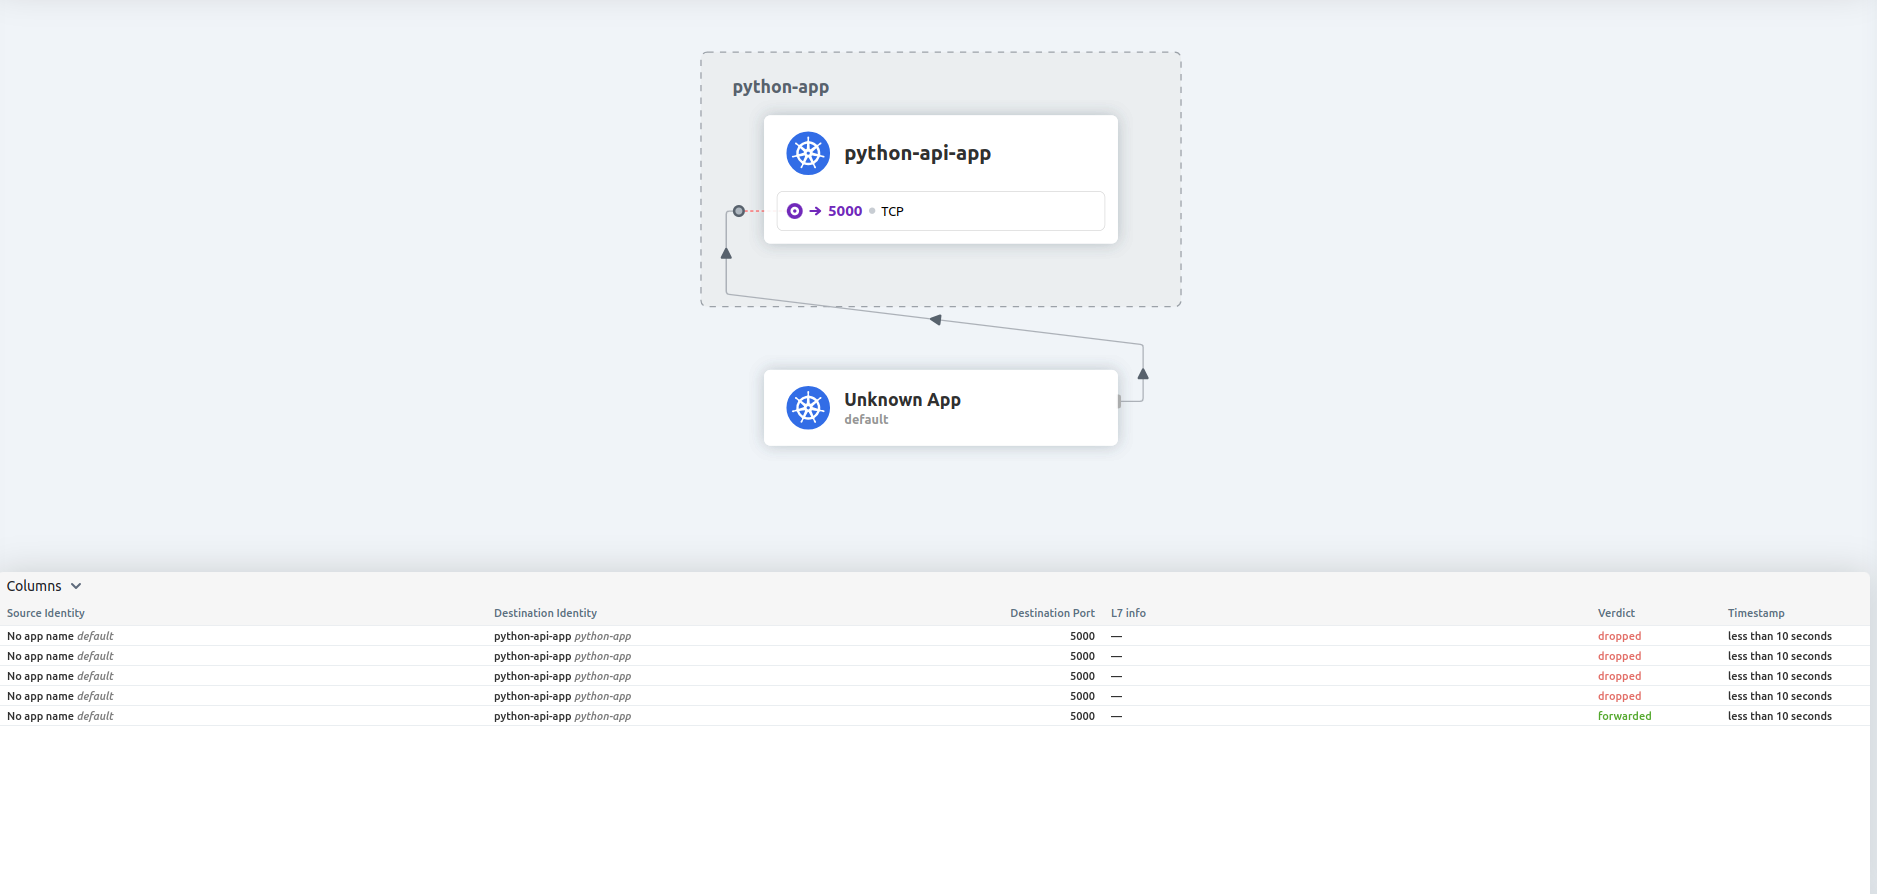 python-app
python-api-app
5000 TCP
Unknown App
default
Columns
Source Identity Destination Identity Destination Port L7 info Verdict Timestamp
No app name default python-api-app python-app 5000 — dropped less than 10 seconds
No app name default python-api-app python-app 5000 — dropped less than 10 seconds
No app name default python-api-app python-app 5000 — dropped less than 10 seconds
No app name default python-api-app python-app 5000 — dropped less than 10 seconds
No app name default python-api-app python-app 5000 — forwarded less than 10 seconds